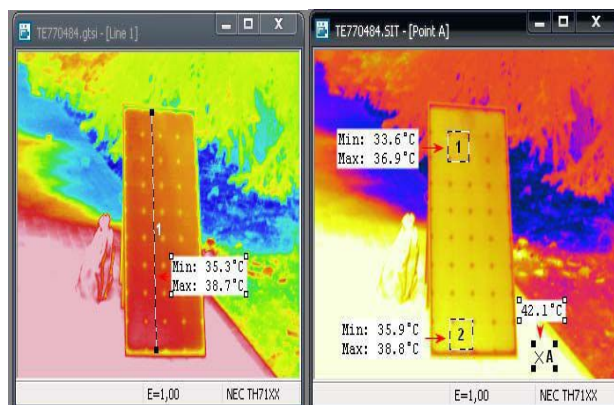 TE770484.gtsi - [Line 1]
1
Min: 35.3°C
Max: 38.7°C
E=1,00
NEC TH71XX
TE770484.SIT - [Point A]
Min: 33.6°C
Max: 36.9°C
1
42.1°C
Min: 35.9°C
Max: 38.8°C
2
A
E=1,00
NEC TH71XX